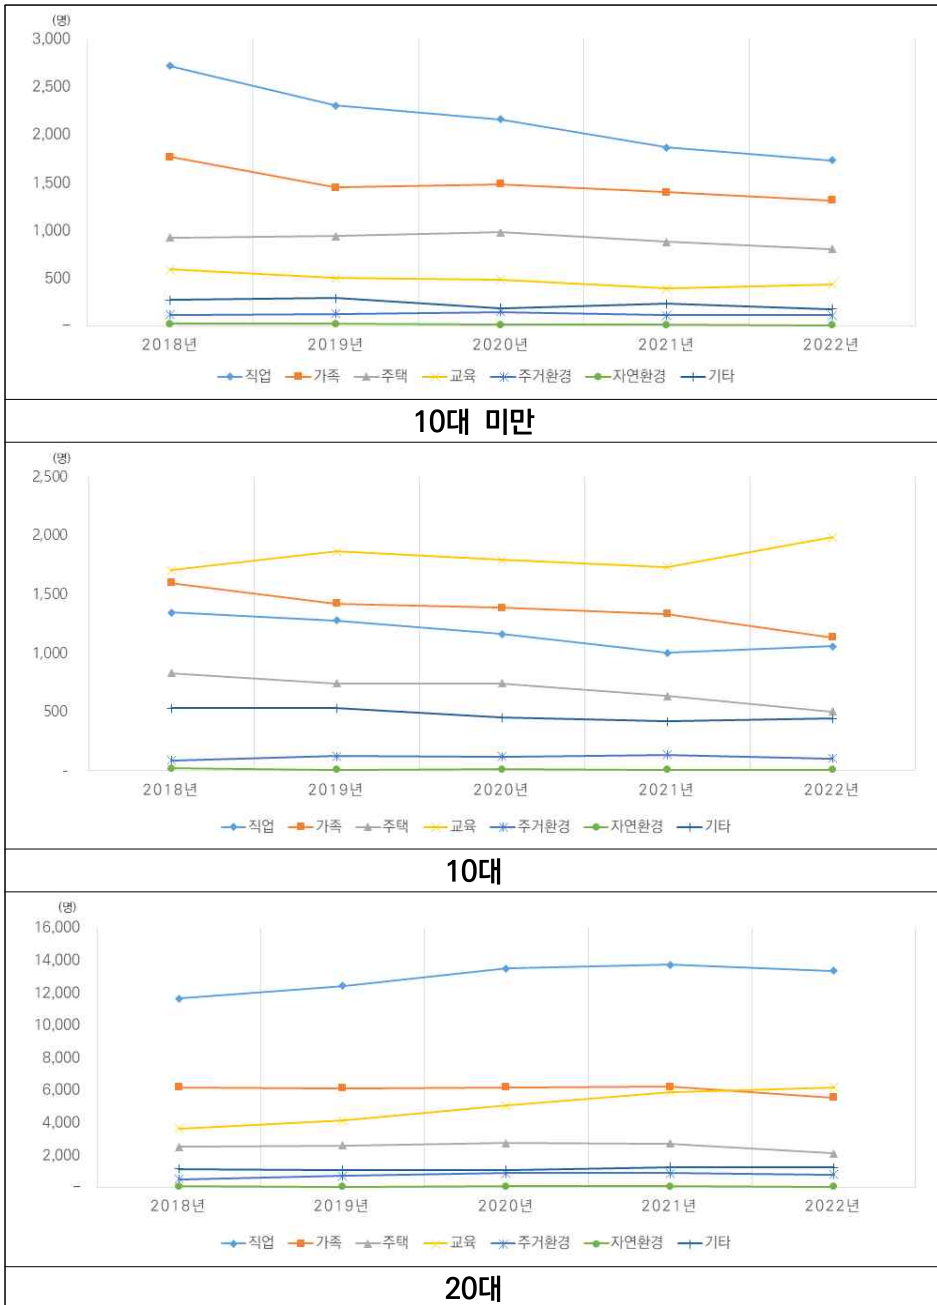 (명)
3,000
2,500
2,000
1,500
1,000
500
–
2018년 2019년 2020년 2021년 2022년
직업 가족 주택 교육 주거환경 자연환경 기타
10대 미만
(명)
2,500
2,000
1,500
1,000
500
-
2018년 2019년 2020년 2021년 2022년
직업 가족 주택 교육 주거환경 자연환경 기타
10대
(명)
16,000
14,000
12,000
10,000
8,000
6,000
4,000
2,000
–
2018년 2019년 2020년 2021년 2022년
직업 가족 주택 교육 주거환경 자연환경 기타
20대